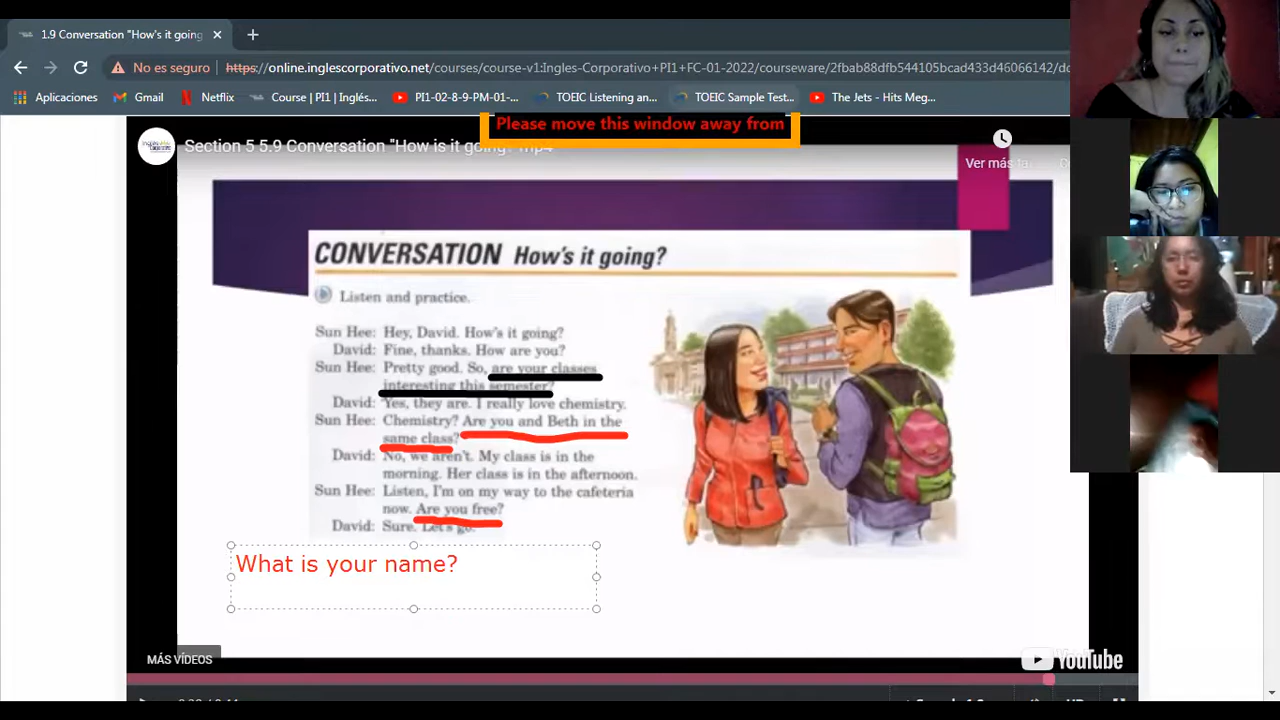 1.9 Conversation "How's it going
No es seguro
https://online.inglescorporativo.net/courses/course-v1:Ingles-Corporativo+PI1+FC-01-2022/courseware/2fbab88dfb544105bcad433d46066142/dc
Aplicaciones
Gmail
Netflix
Course | PI1 | Inglés...
PI1-02-8-9-PM-01-...
TOEIC Listening an...
TOEIC Sample Test...
The Jets - Hits Meg...
Please move this window away from
Section 5 5.9 Conversation "How is it going?"
Ver más
CONVERSATION How's it going?
Listen and practice.
Sun Hee: Hey, David. How's it going?
David: Fine, thanks. How are you?
Sun Hee: Pretty good. So, are your classes
interesting this semester?
David: Yes, they are. I really love chemistry.
Sun Hee: Chemistry? Are you and Beth in the
same class?
David: No, we aren't. My class is in the
morning. Her class is in the afternoon.
Sun Hee: Listen, I'm on my way to the cafeteria
now. Are you free?
David: Sure. Let's go.
What is your name?
MÁS VÍDEOS
YouTube